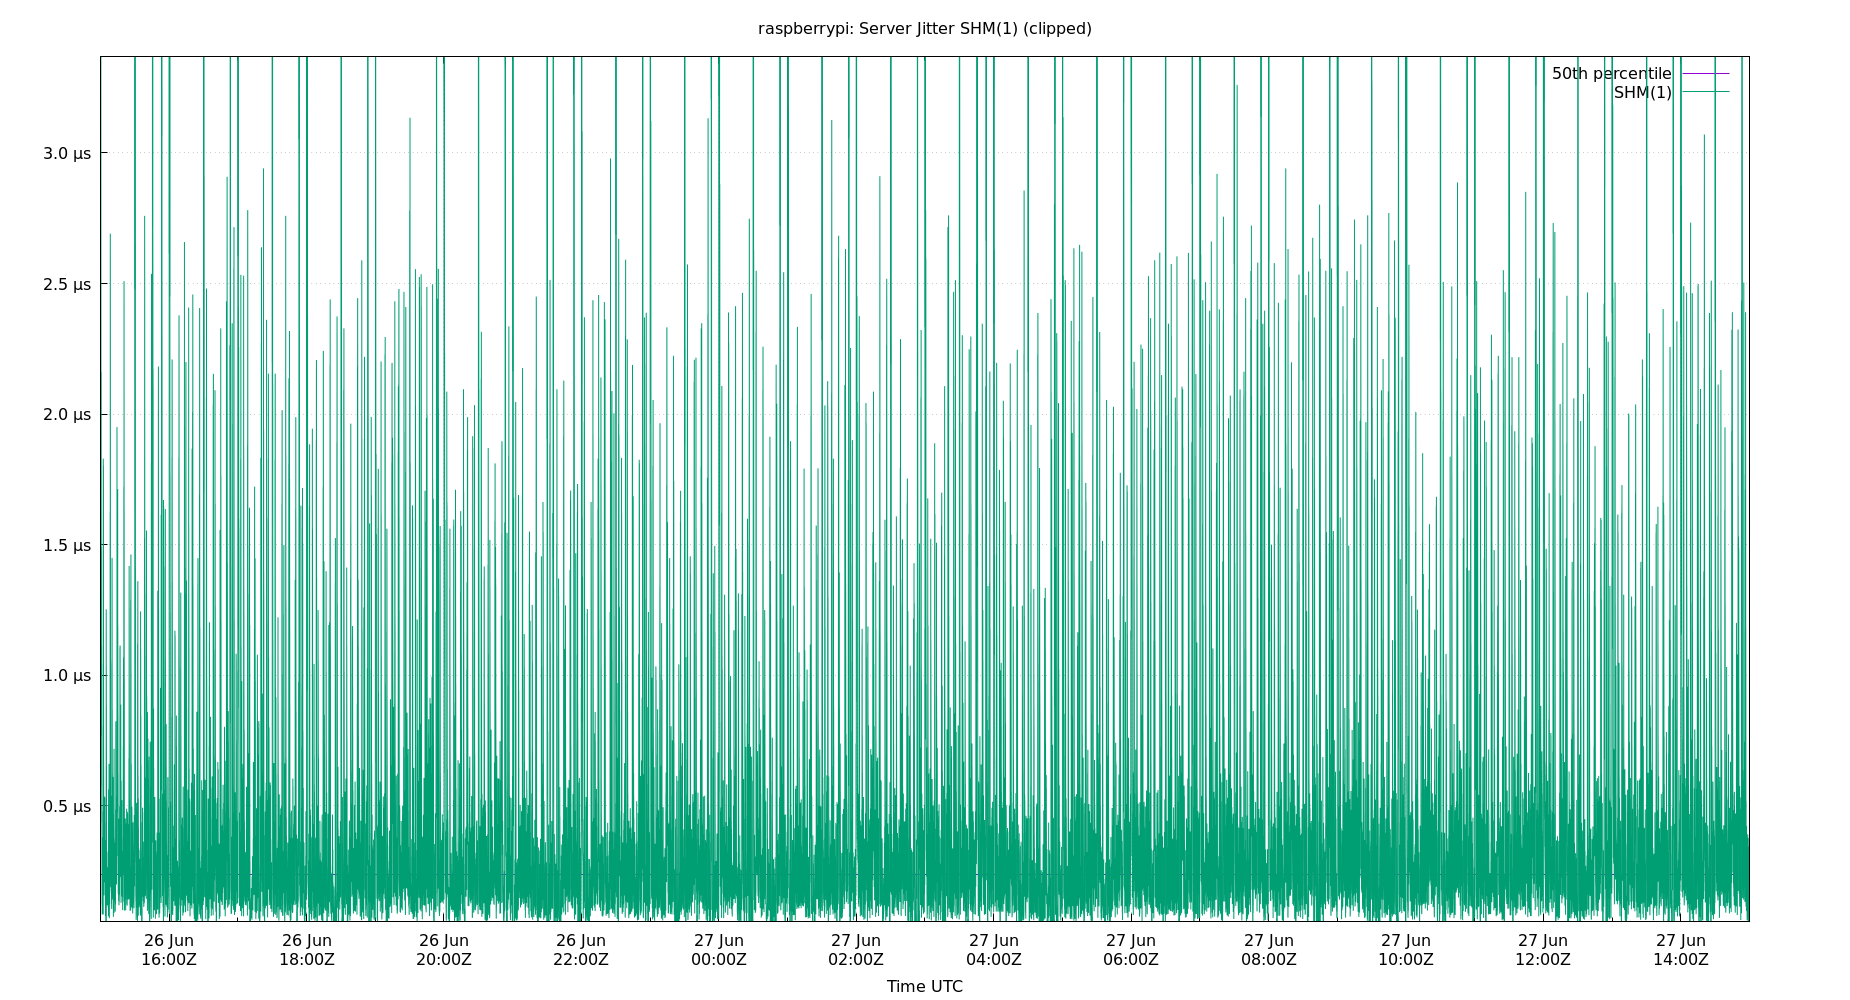 raspberrypi: Server Jitter SHM(1) (clipped)
50th percentile
SHM(1)
3.0 µs
2.5 µs
2.0 µs
1.5 µs
1.0 µs
0.5 µs
26 Jun 26 Jun 26 Jun 26 Jun 27 Jun 27 Jun 27 Jun 27 Jun 27 Jun 27 Jun 27 Jun 27 Jun
16:00Z 18:00Z 20:00Z 22:00Z 00:00Z 02:00Z 04:00Z 06:00Z 08:00Z 10:00Z 12:00Z 14:00Z
Time UTC